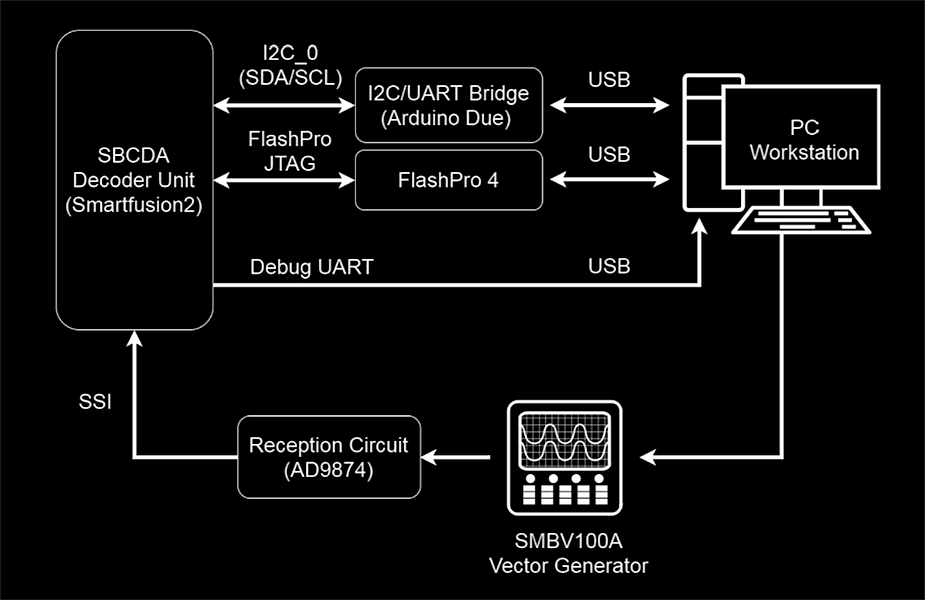 I2C_0
(SDA/SCL)
I2C/UART Bridge
(Arduino Due)
USB
PC
Workstation
FlashPro
JTAG
FlashPro 4
USB
SBCDA
Decoder Unit
(Smartfusion2)
Debug UART
USB
SSI
Reception Circuit
(AD9874)
SMBV100A
Vector Generator